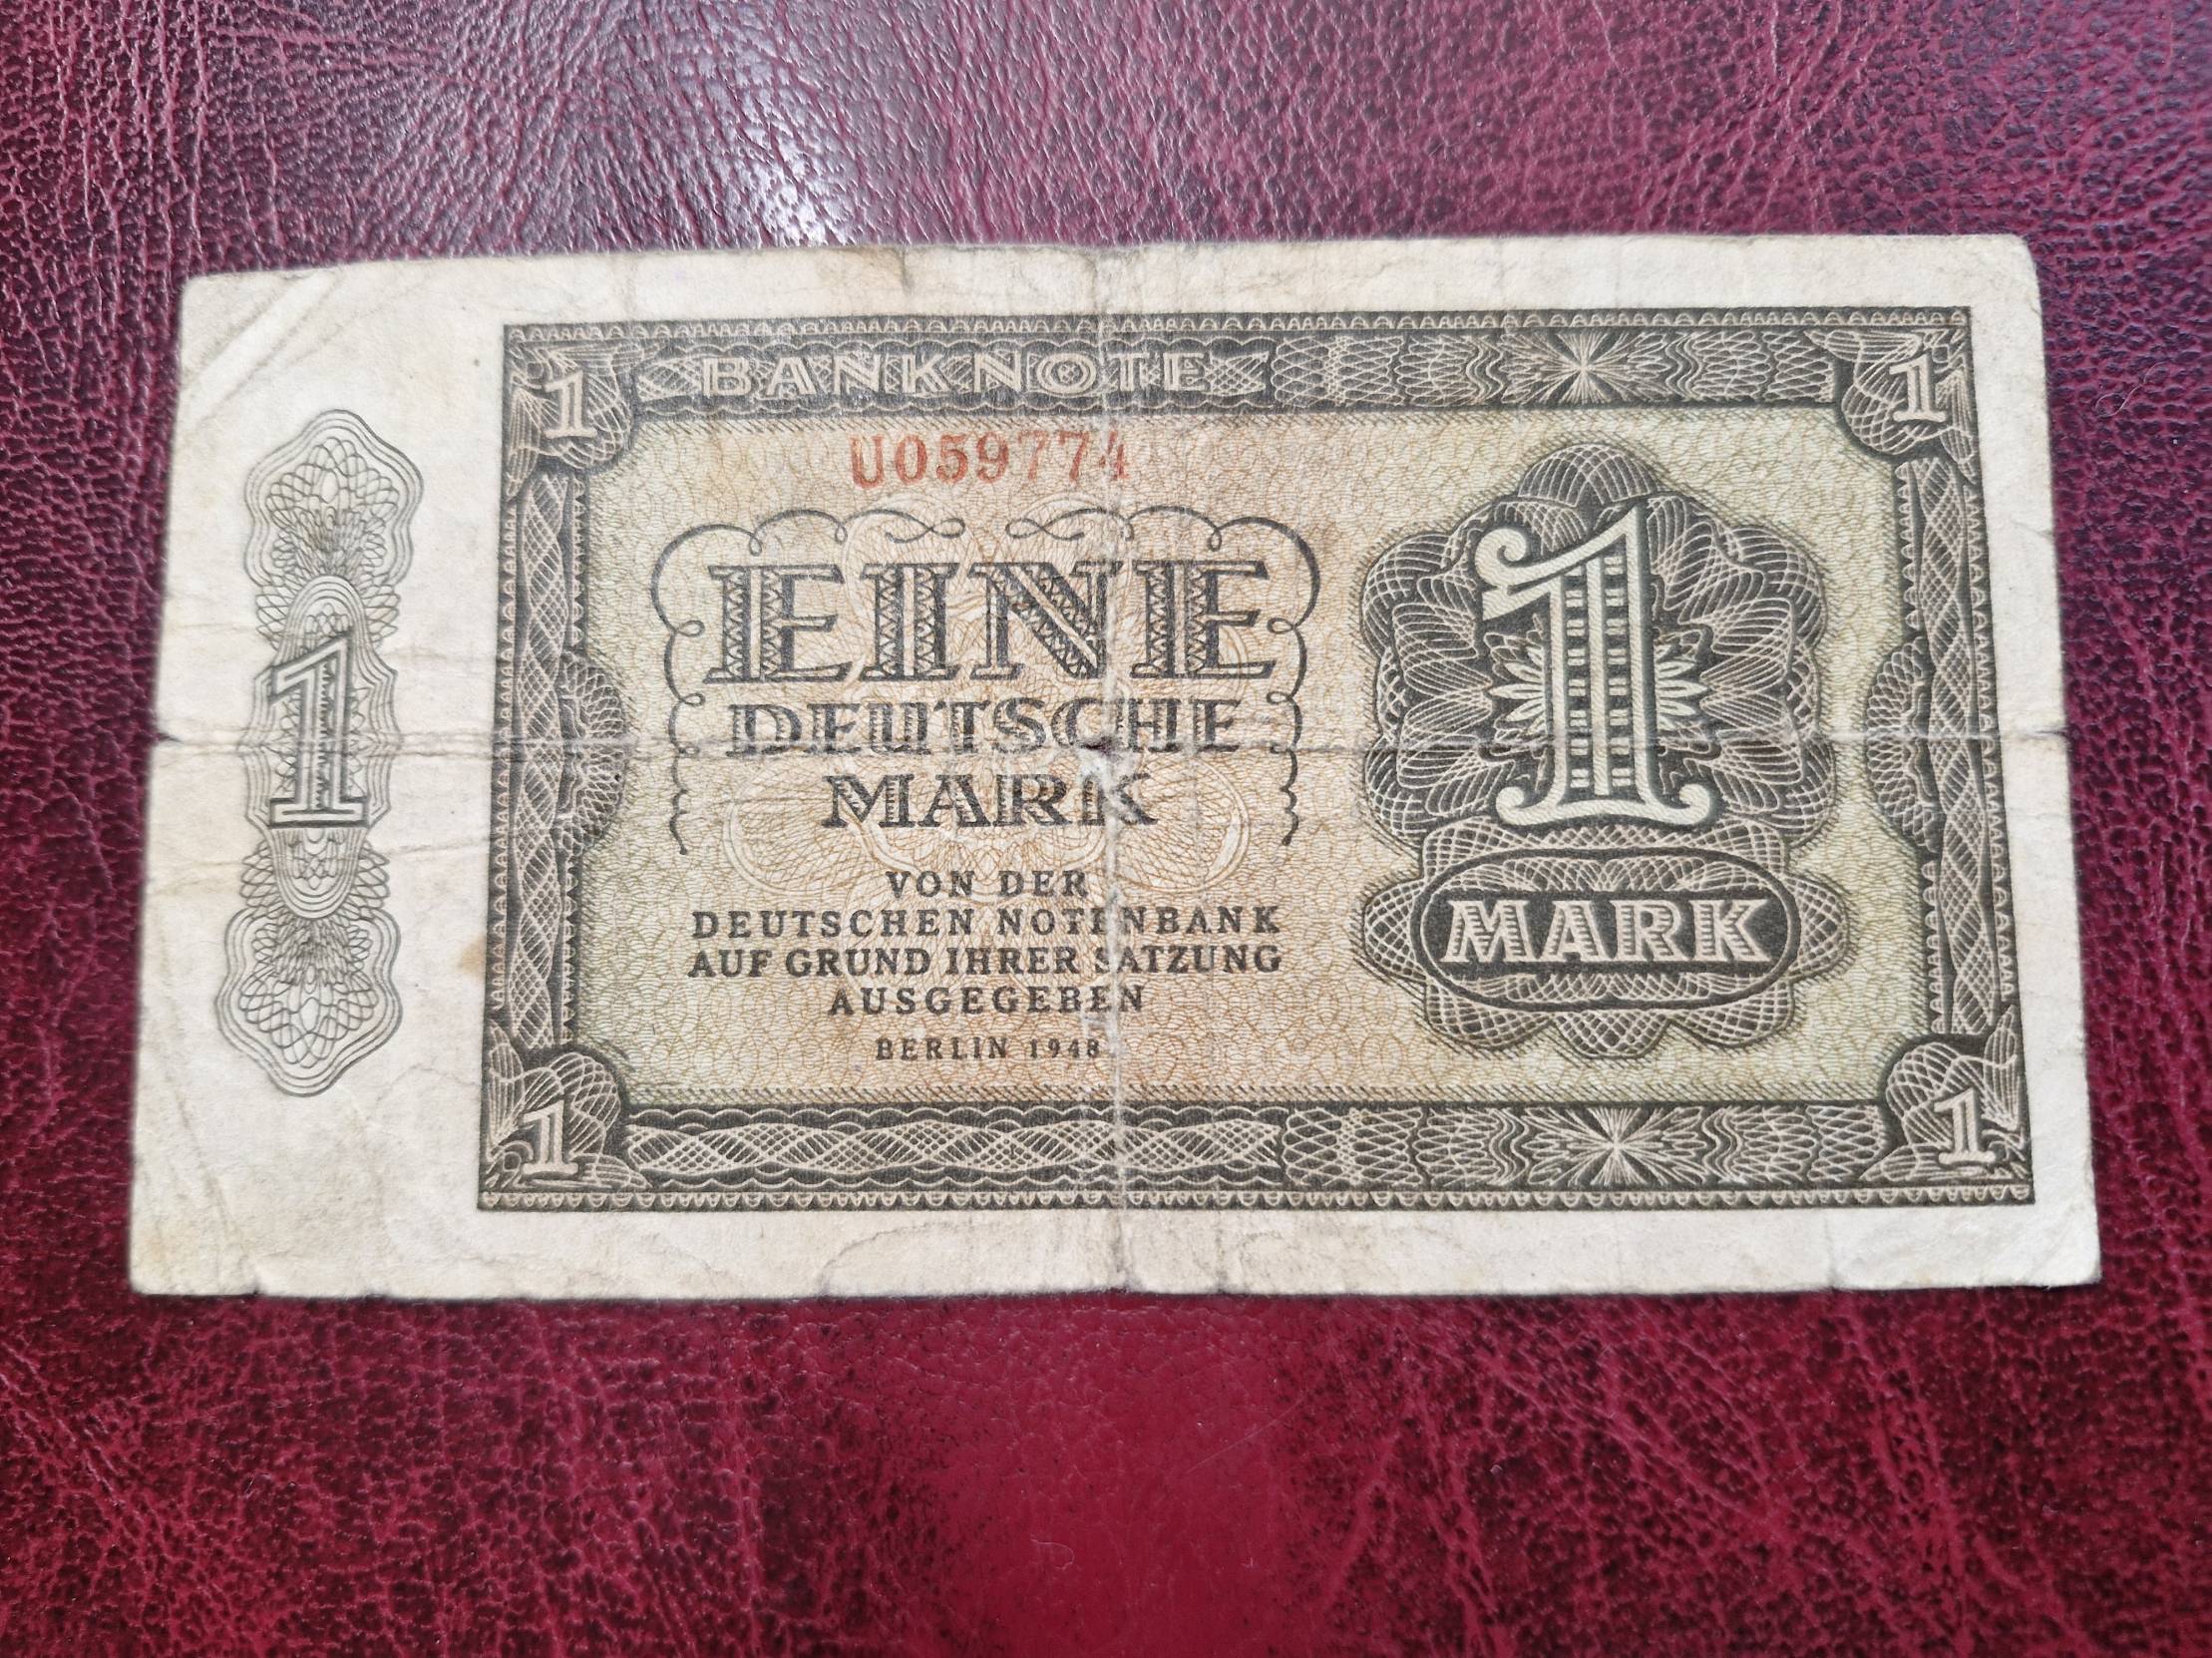 BANKNOTE
1
1
U059774
EINE
DEUTSCHE
MARK
1
1
VON DER
DEUTSCHEN NOTENBANK
AUF GRUND IHRER SATZUNG
AUSGEGEBEN
BERLIN 1948
MARK
1
1